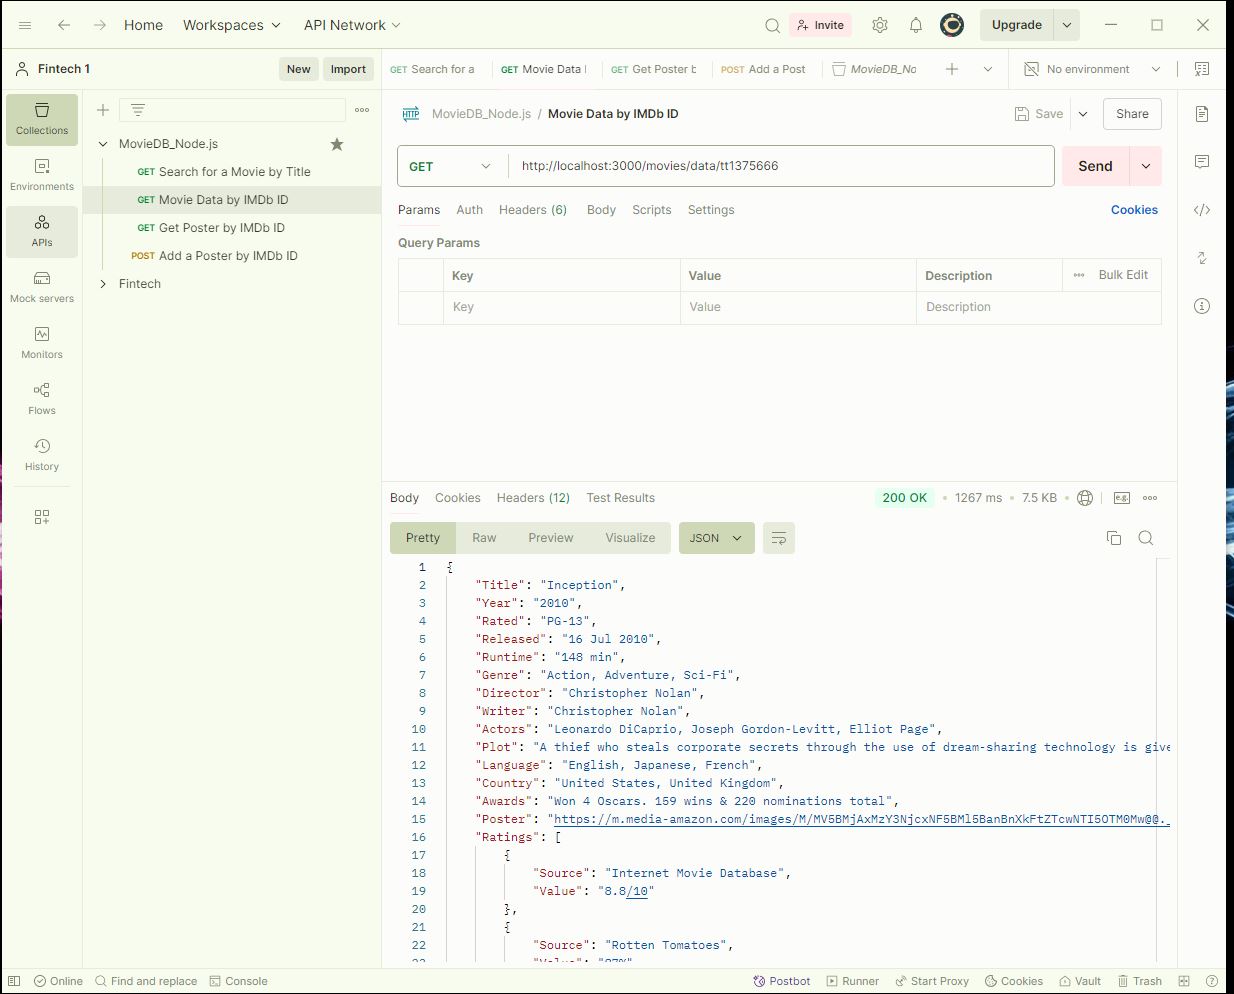 Home Workspaces API Network Invite Upgrade
Fintech 1 New Import GET Search for a GET Movie Data GET Get Poster b POST Add a Post MovieDB_No No environment
Collections
Environments
APIs
Mock servers
Monitors
Flows
History
MovieDB_Node.js
GET Search for a Movie by Title
GET Movie Data by IMDb ID
GET Get Poster by IMDb ID
POST Add a Poster by IMDb ID
Fintech
HTTP MovieDB_Node.js / Movie Data by IMDb ID Save Share
GET http://localhost:3000/movies/data/tt1375666 Send
Params Auth Headers (6) Body Scripts Settings Cookies
Query Params
Key Value Description Bulk Edit
Key Value Description
Body Cookies Headers (12) Test Results 200 OK • 1267 ms • 7.5 KB • e.g.
Pretty Raw Preview Visualize JSON
1 {
2 "Title": "Inception",
3 "Year": "2010",
4 "Rated": "PG-13",
5 "Released": "16 Jul 2010",
6 "Runtime": "148 min",
7 "Genre": "Action, Adventure, Sci-Fi",
8 "Director": "Christopher Nolan",
9 "Writer": "Christopher Nolan",
10 "Actors": "Leonardo DiCaprio, Joseph Gordon-Levitt, Elliot Page",
11 "Plot": "A thief who steals corporate secrets through the use of dream-sharing technology is give
12 "Language": "English, Japanese, French",
13 "Country": "United States, United Kingdom",
14 "Awards": "Won 4 Oscars. 159 wins & 220 nominations total",
15 "Poster": "https://m.media-amazon.com/images/M/MV5BMjAxMzY3NjcxNF5BMl5BanBnXkFtZTcwNTI5OTM0Mw@@._
16 "Ratings": [
17 {
18 "Source": "Internet Movie Database",
19 "Value": "8.8/10"
20 },
21 {
22 "Source": "Rotten Tomatoes",
Online Find and replace Console Postbot Runner Start Proxy Cookies Vault Trash